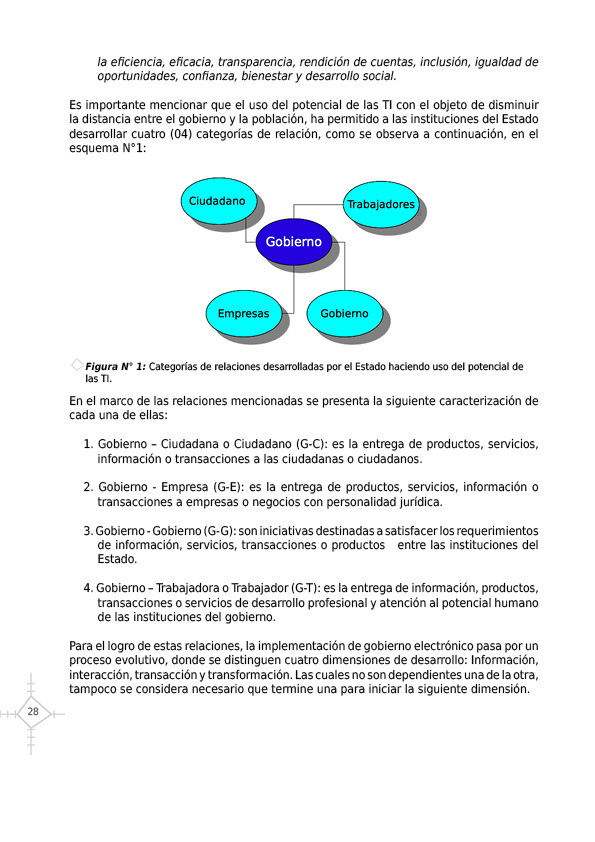 la eficiencia, eficacia, transparencia, rendición de cuentas, inclusión, igualdad de
oportunidades, confianza, bienestar y desarrollo social.
Es importante mencionar que el uso del potencial de las TI con el objeto de disminuir
la distancia entre el gobierno y la población, ha permitido a las instituciones del Estado
desarrollar cuatro (04) categorías de relación, como se observa a continuación, en el
esquema N°1:
Ciudadano
Trabajadores
Gobierno
Empresas
Gobierno
Figura N° 1: Categorías de relaciones desarrolladas por el Estado haciendo uso del potencial de
las TI.
En el marco de las relaciones mencionadas se presenta la siguiente caracterización de
cada una de ellas:
1. Gobierno – Ciudadana o Ciudadano (G-C): es la entrega de productos, servicios,
información o transacciones a las ciudadanas o ciudadanos.
2. Gobierno - Empresa (G-E): es la entrega de productos, servicios, información o
transacciones a empresas o negocios con personalidad jurídica.
3. Gobierno - Gobierno (G-G): son iniciativas destinadas a satisfacer los requerimientos
de información, servicios, transacciones o productos entre las instituciones del
Estado.
4. Gobierno – Trabajadora o Trabajador (G-T): es la entrega de información, productos,
transacciones o servicios de desarrollo profesional y atención al potencial humano
de las instituciones del gobierno.
Para el logro de estas relaciones, la implementación de gobierno electrónico pasa por un
proceso evolutivo, donde se distinguen cuatro dimensiones de desarrollo: Información,
interacción, transacción y transformación. Las cuales no son dependientes una de la otra,
tampoco se considera necesario que termine una para iniciar la siguiente dimensión.
28